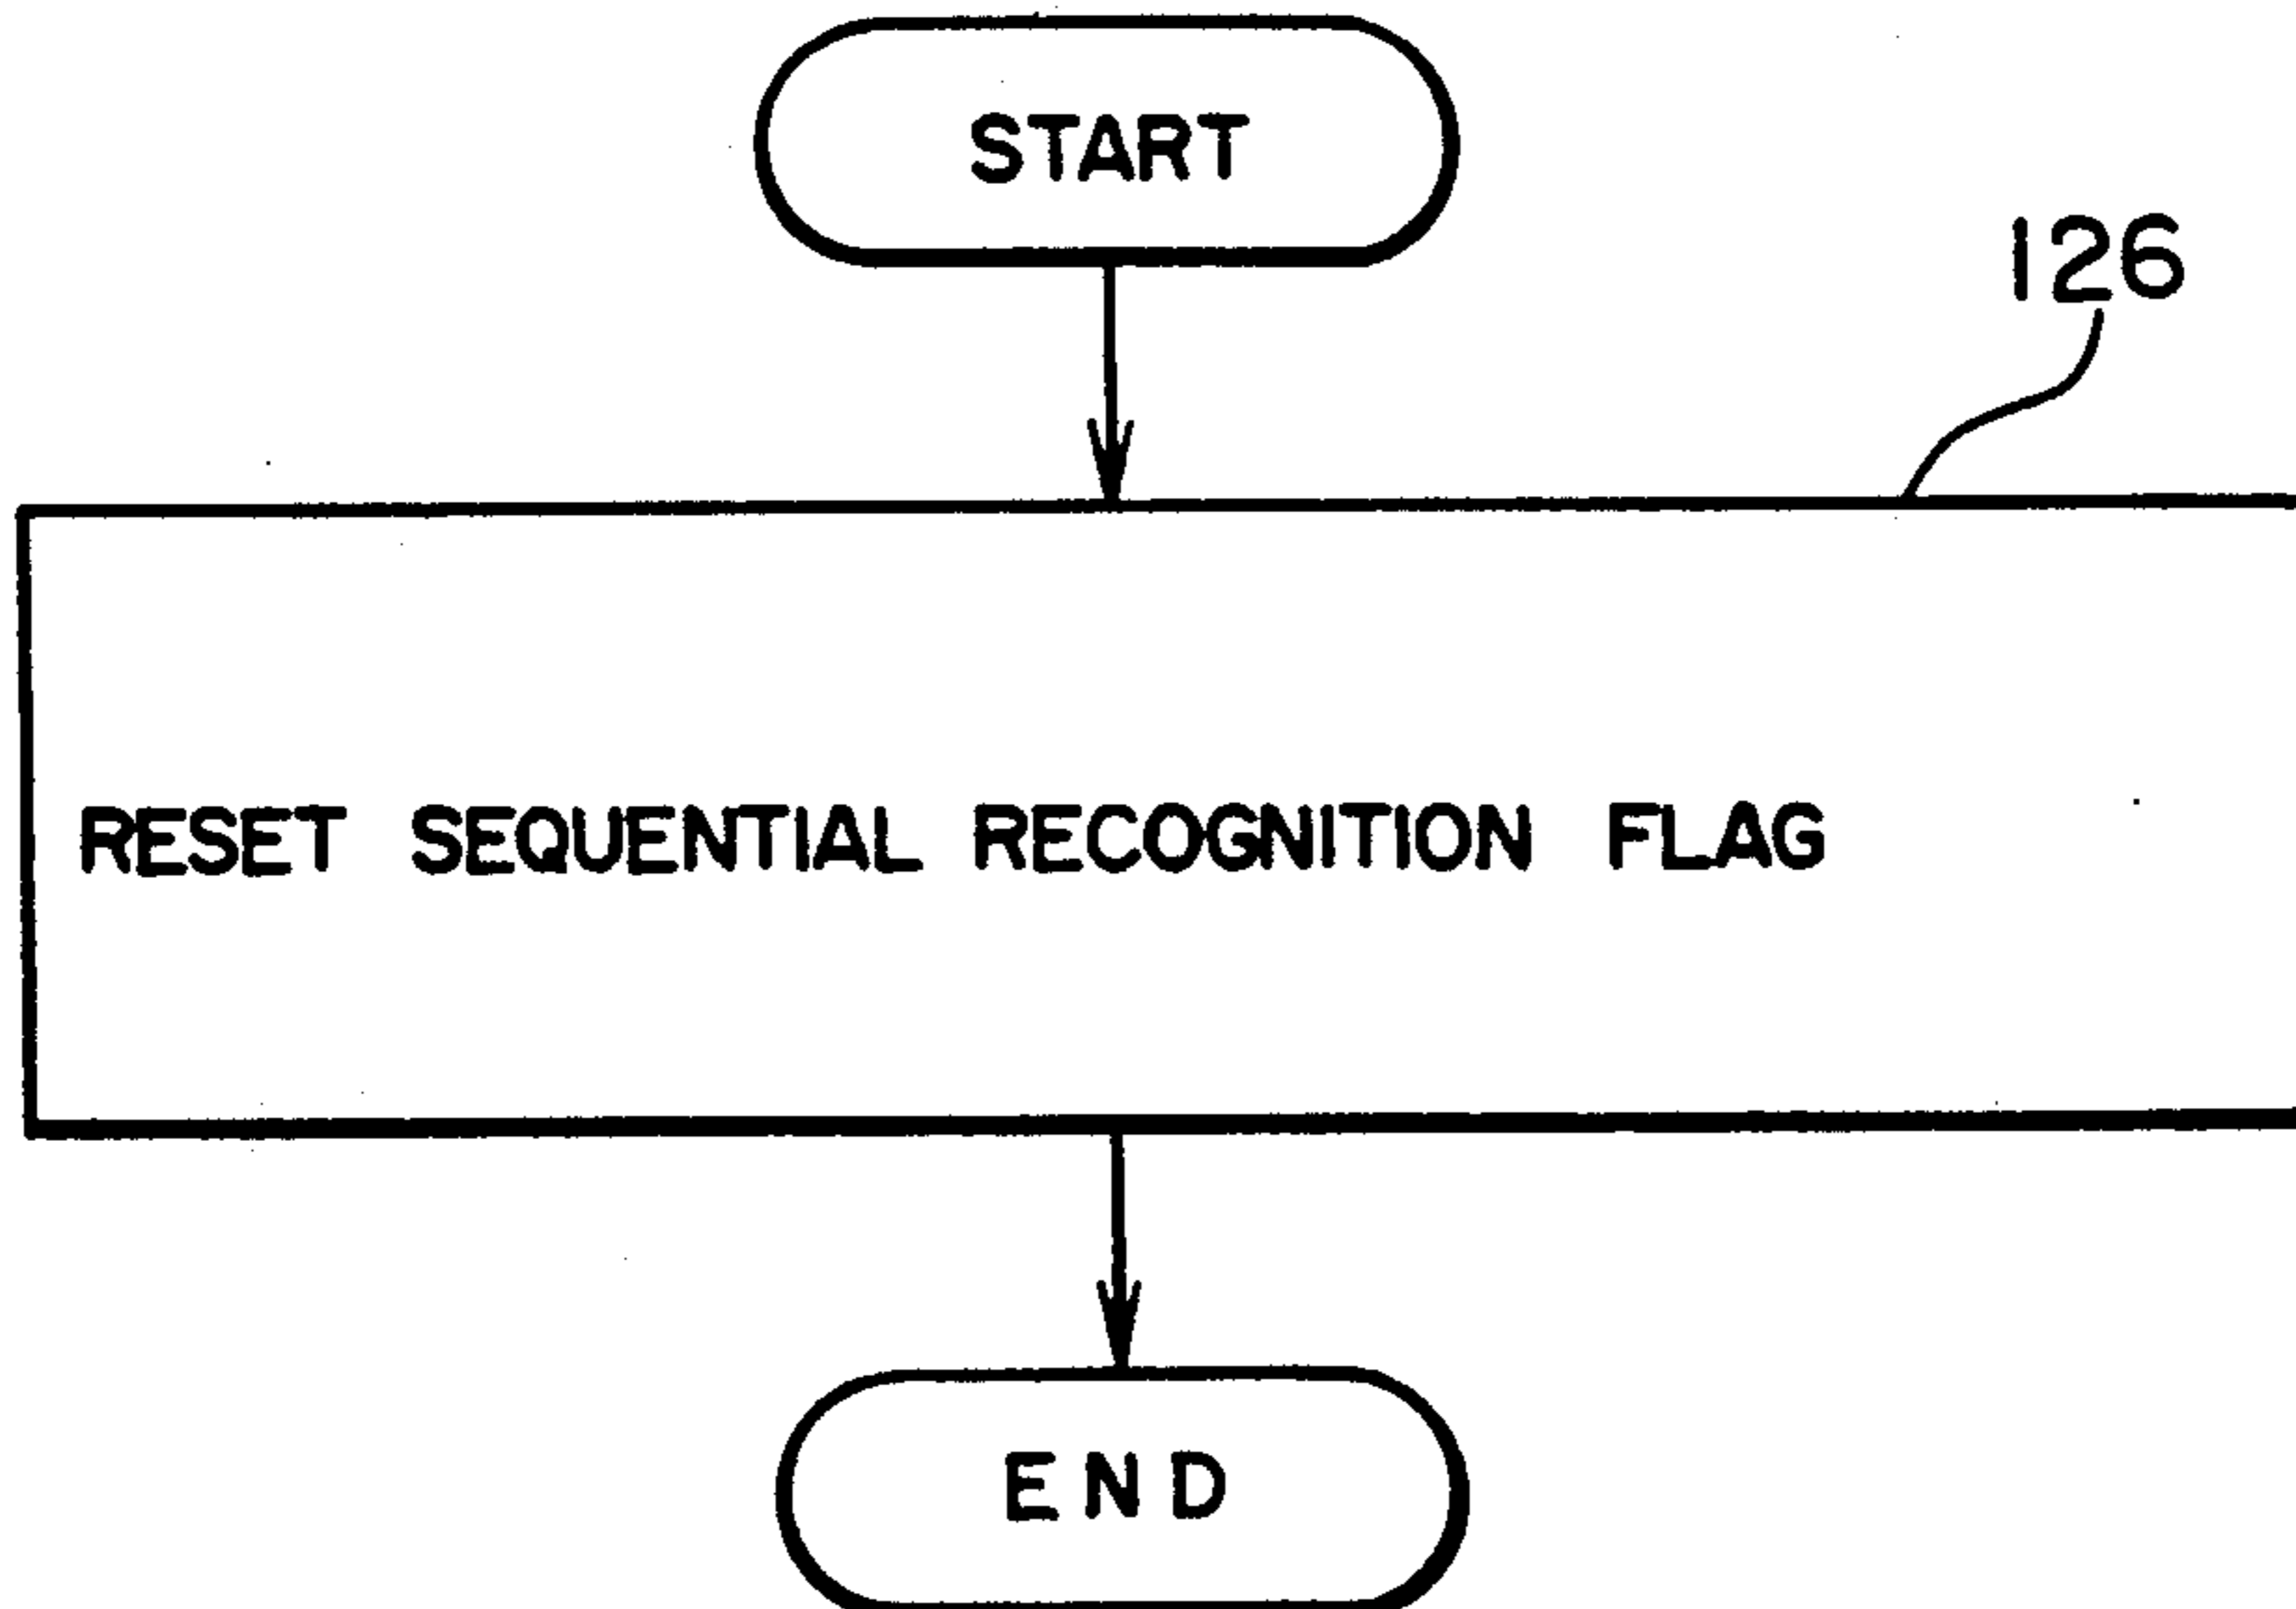 START
126
RESET SEQUENTIAL RECOGNITION FLAG
END